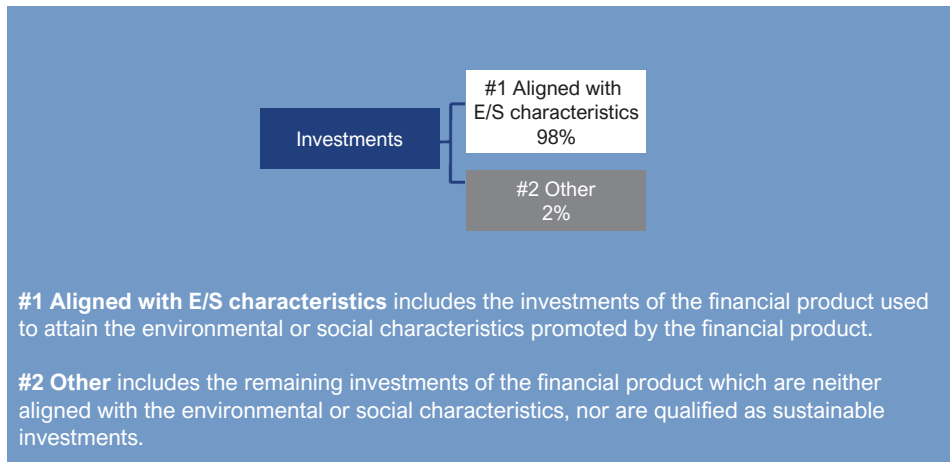 Investments
#1 Aligned with
E/S characteristics
98%
#2 Other
2%
#1 Aligned with E/S characteristics includes the investments of the financial product used
to attain the environmental or social characteristics promoted by the financial product.
#2 Other includes the remaining investments of the financial product which are neither
aligned with the environmental or social characteristics, nor are qualified as sustainable
investments.